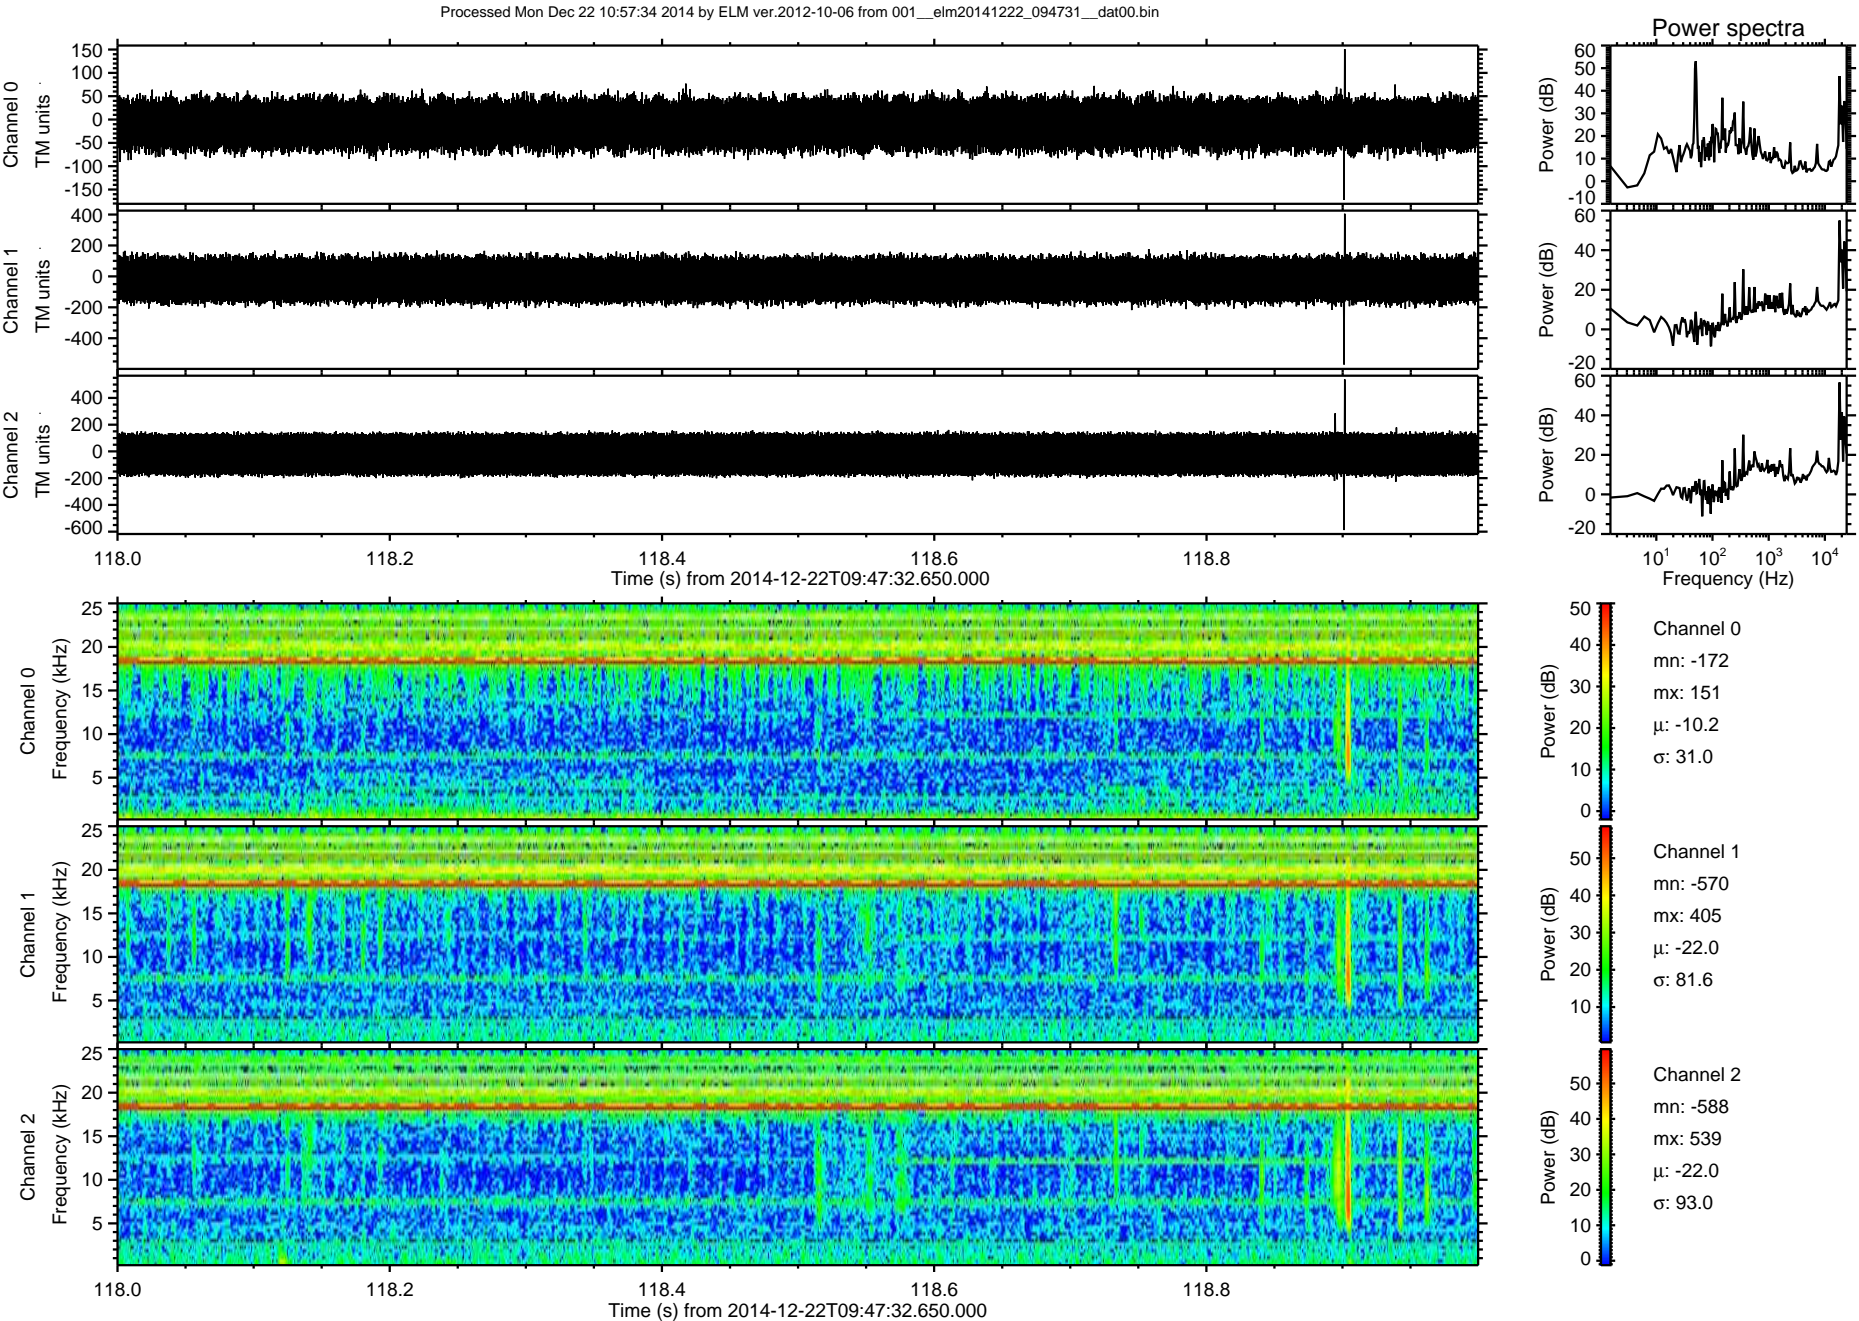 Processed Mon Dec 22 10:57:34 2014 by ELM ver.2012-10-06 from 001__elm20141222_094731__dat00.bin
Power spectra
Channel 0
TM units
150
100
50
0
-50
-100
-150
Power (dB)
60
50
40
30
20
10
0
-10
Channel 1
TM units
400
200
0
-200
-400
Power (dB)
60
40
20
0
-20
Channel 2
TM units
400
200
0
-200
-400
-600
Power (dB)
60
40
20
0
-20
118.0 118.2 118.4 118.6 118.8
Time (s) from 2014-12-22T09:47:32.650.000
10^1 10^2 10^3 10^4
Frequency (Hz)
Channel 0
Frequency (kHz)
25
20
15
10
5
Power (dB)
50
40
30
20
10
0
Channel 0
mn: -172
mx: 151
μ: -10.2
σ: 31.0
Channel 1
Frequency (kHz)
25
20
15
10
5
Power (dB)
50
40
30
20
10
Channel 1
mn: -570
mx: 405
μ: -22.0
σ: 81.6
Channel 2
Frequency (kHz)
25
20
15
10
5
Power (dB)
50
40
30
20
10
0
Channel 2
mn: -588
mx: 539
μ: -22.0
σ: 93.0
118.0 118.2 118.4 118.6 118.8
Time (s) from 2014-12-22T09:47:32.650.000